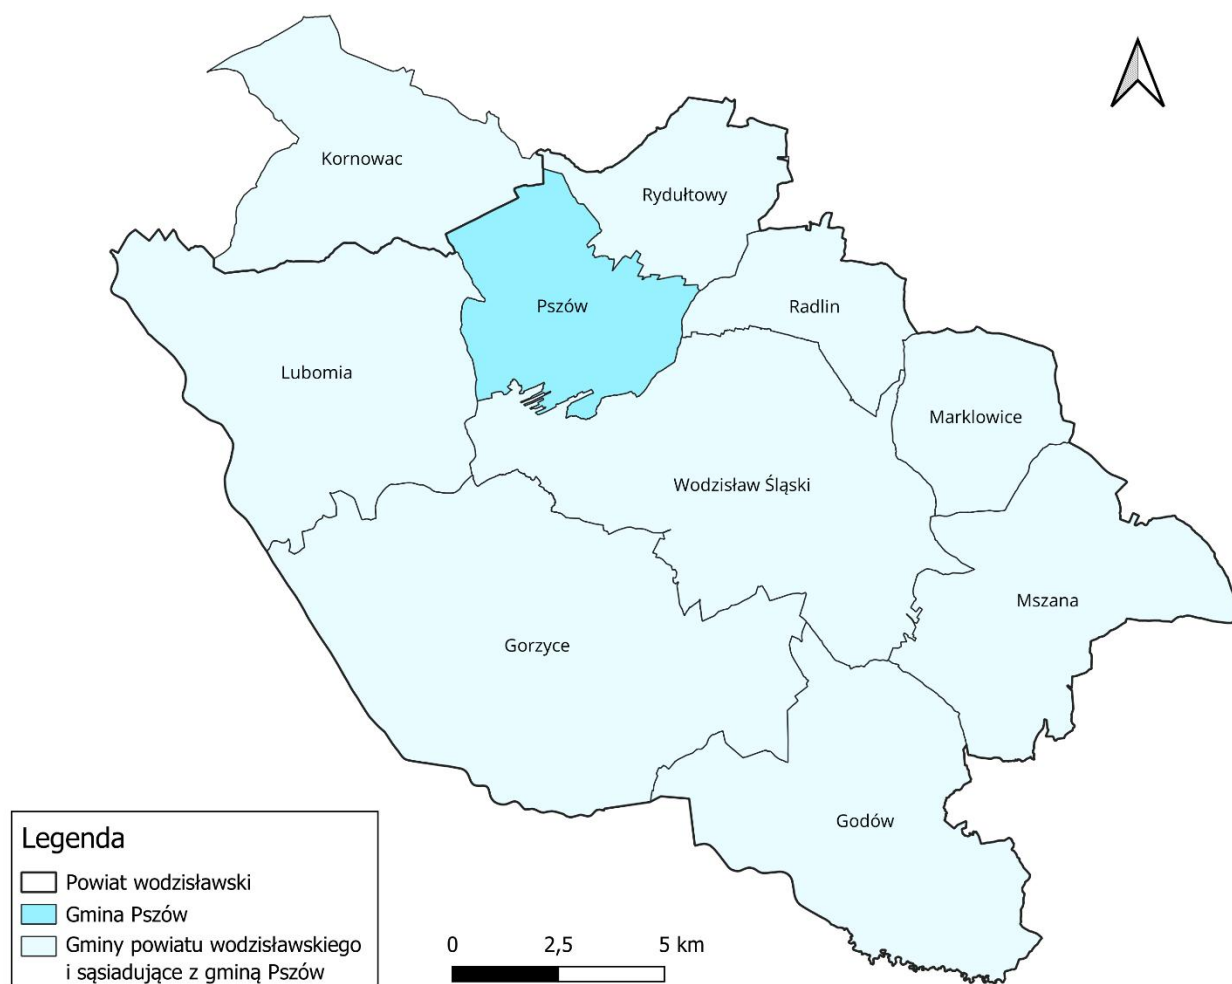 Kornowac
Rydułtowy
Pszów
Radlin
Lubomia
Marklowice
Wodzisław Śląski
Mszana
Gorzyce
Godów
Legenda
Powiat wodzisławski
Gmina Pszów
Gminy powiatu wodzisławskiego
i sąsiadujące z gminą Pszów
0 2,5 5 km